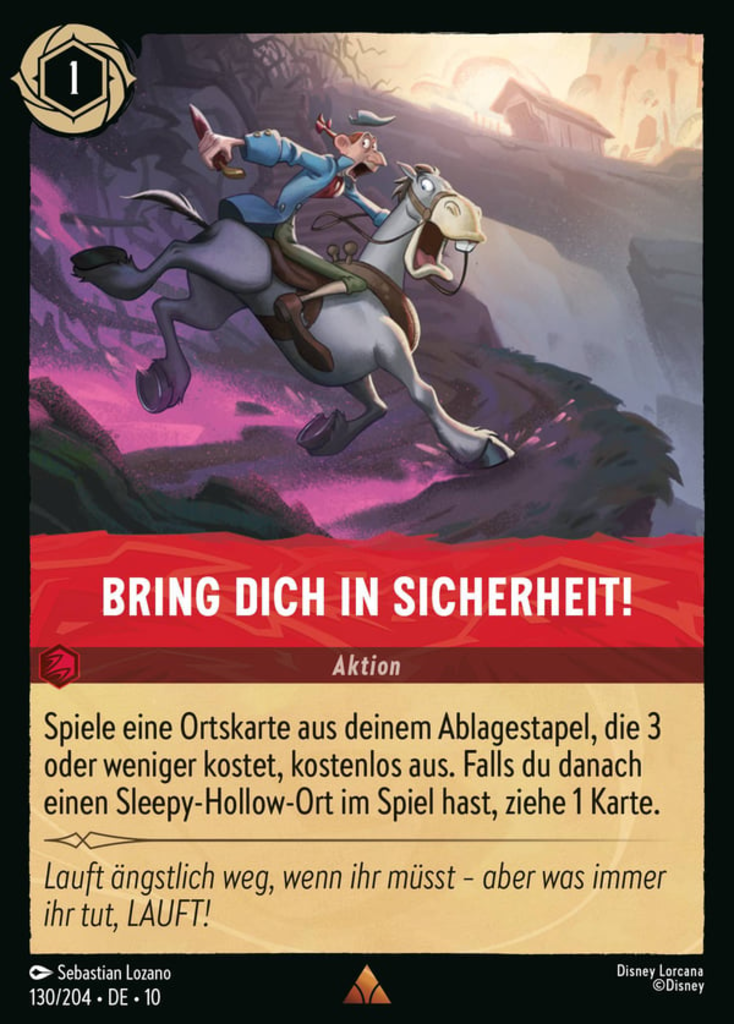 1
BRING DICH IN SICHERHEIT!
Aktion
Spiele eine Ortskarte aus deinem Ablagestapel, die 3
oder weniger kostet, kostenlos aus. Falls du danach
einen Sleepy-Hollow-Ort im Spiel hast, ziehe 1 Karte.
Lauft ängstlich weg, wenn ihr müsst – aber was immer
ihr tut, LAUFT!
Sebastian Lozano
130/204 • DE • 10
Disney Lorcana
©Disney